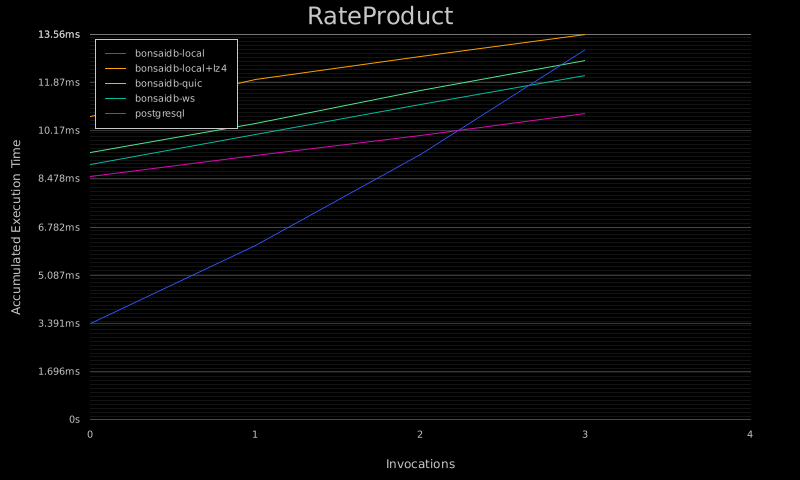 RateProduct
13.56ms
11.87ms
10.17ms
8.478ms
6.782ms
5.087ms
3.391ms
1.696ms
0s
Accumulated Execution Time
bonsaidb-local
bonsaidb-local+lz4
bonsaidb-quic
bonsaidb-ws
postgresql
0 1 2 3 4
Invocations